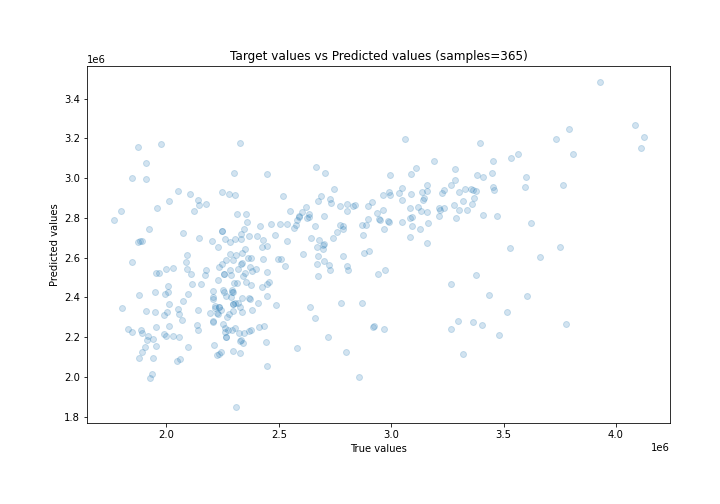 Target values vs Predicted values (samples=365)
1e6
3.4
3.2
3.0
2.8
2.6
2.4
2.2
2.0
1.8
Predicted values
2.0 2.5 3.0 3.5 4.0
1e6
True values